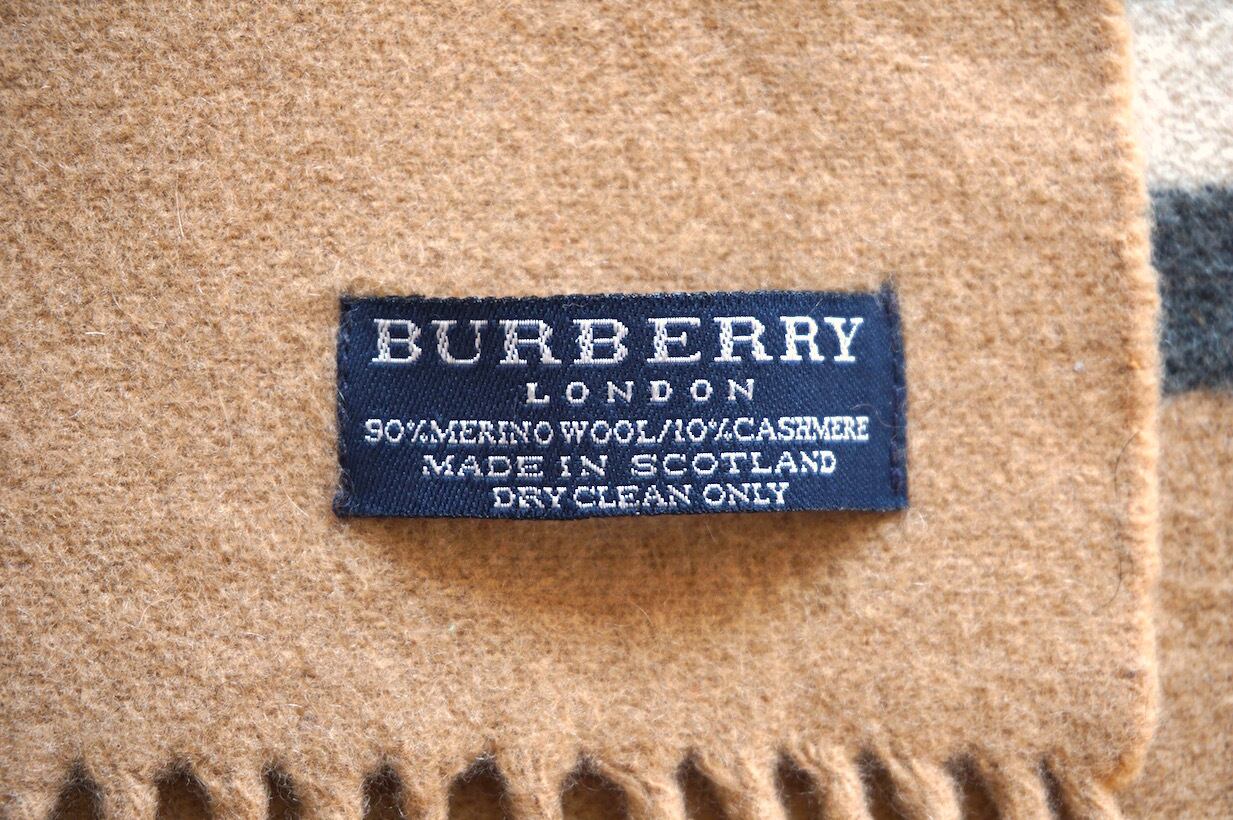 BURBERRY
LONDON
90%MERINO WOOL/10%CASHMERE
MADE IN SCOTLAND
DRY CLEAN ONLY